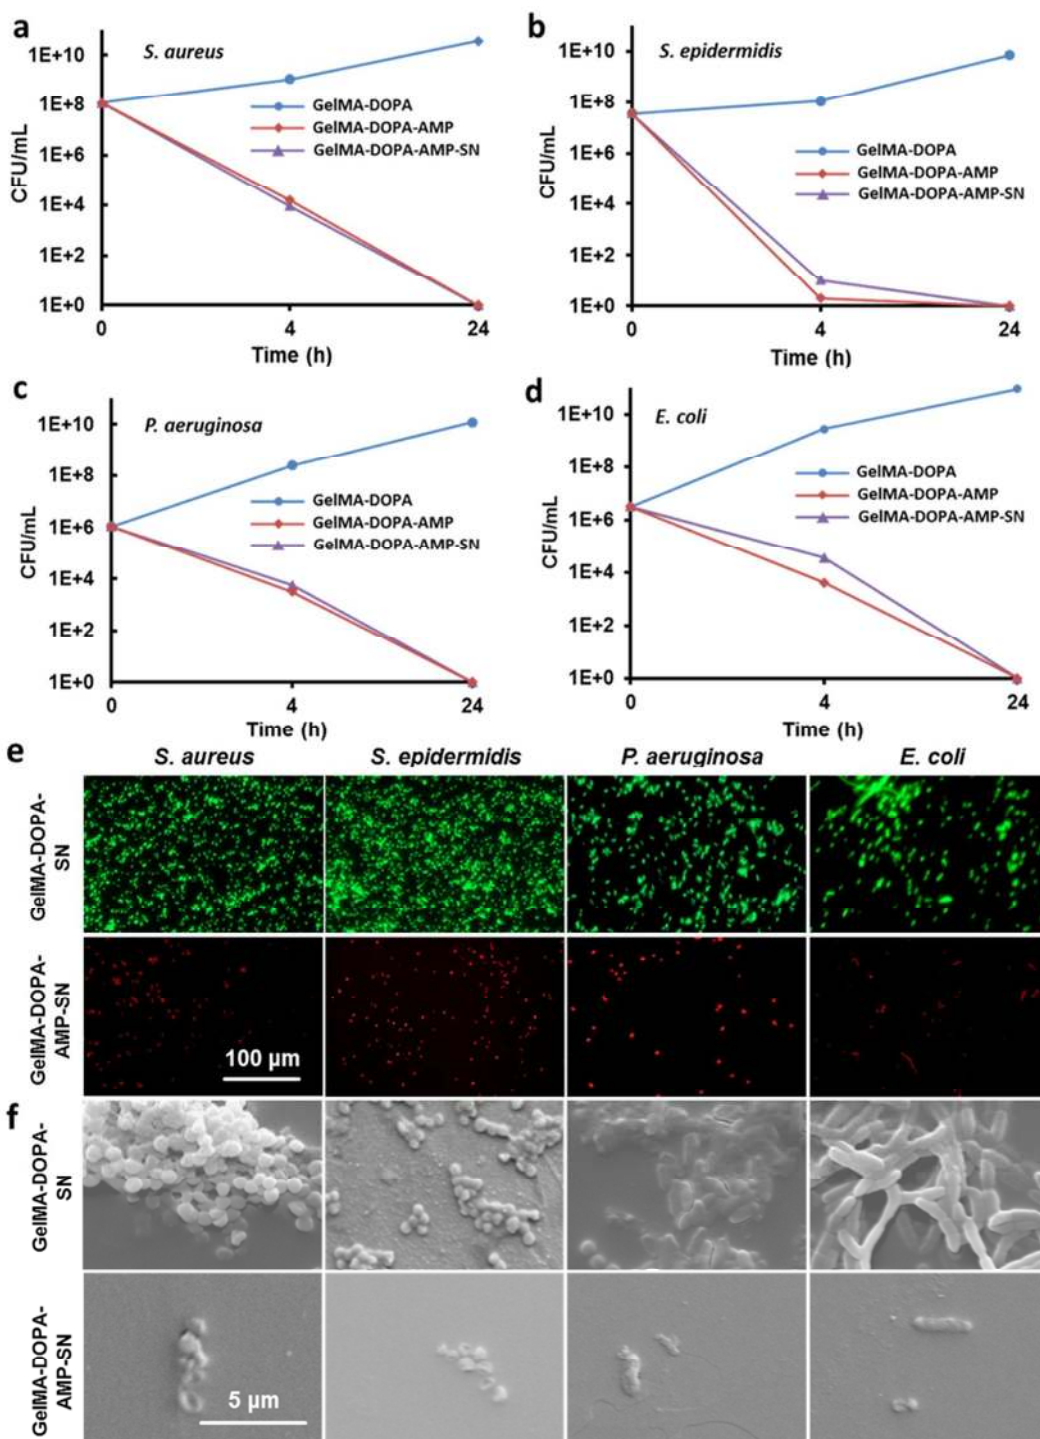 a
S. aureus
1E+10
1E+8
1E+6
1E+4
1E+2
1E+0
CFU/mL
GelMA-DOPA
GelMA-DOPA-AMP
GelMA-DOPA-AMP-SN
0
4
24
Time (h)
b
S. epidermidis
1E+10
1E+8
1E+6
1E+4
1E+2
1E+0
CFU/mL
GelMA-DOPA
GelMA-DOPA-AMP
GelMA-DOPA-AMP-SN
0
4
24
Time (h)
c
P. aeruginosa
1E+10
1E+8
1E+6
1E+4
1E+2
1E+0
CFU/mL
GelMA-DOPA
GelMA-DOPA-AMP
GelMA-DOPA-AMP-SN
0
4
24
Time (h)
d
E. coli
1E+10
1E+8
1E+6
1E+4
1E+2
1E+0
CFU/mL
GelMA-DOPA
GelMA-DOPA-AMP
GelMA-DOPA-AMP-SN
0
4
24
Time (h)
e
S. aureus
S. epidermidis
P. aeruginosa
E. coli
GelMA-DOPA-
SN
GelMA-DOPA-
AMP-SN
100 µm
f
GelMA-DOPA-
SN
GelMA-DOPA-
AMP-SN
5 µm